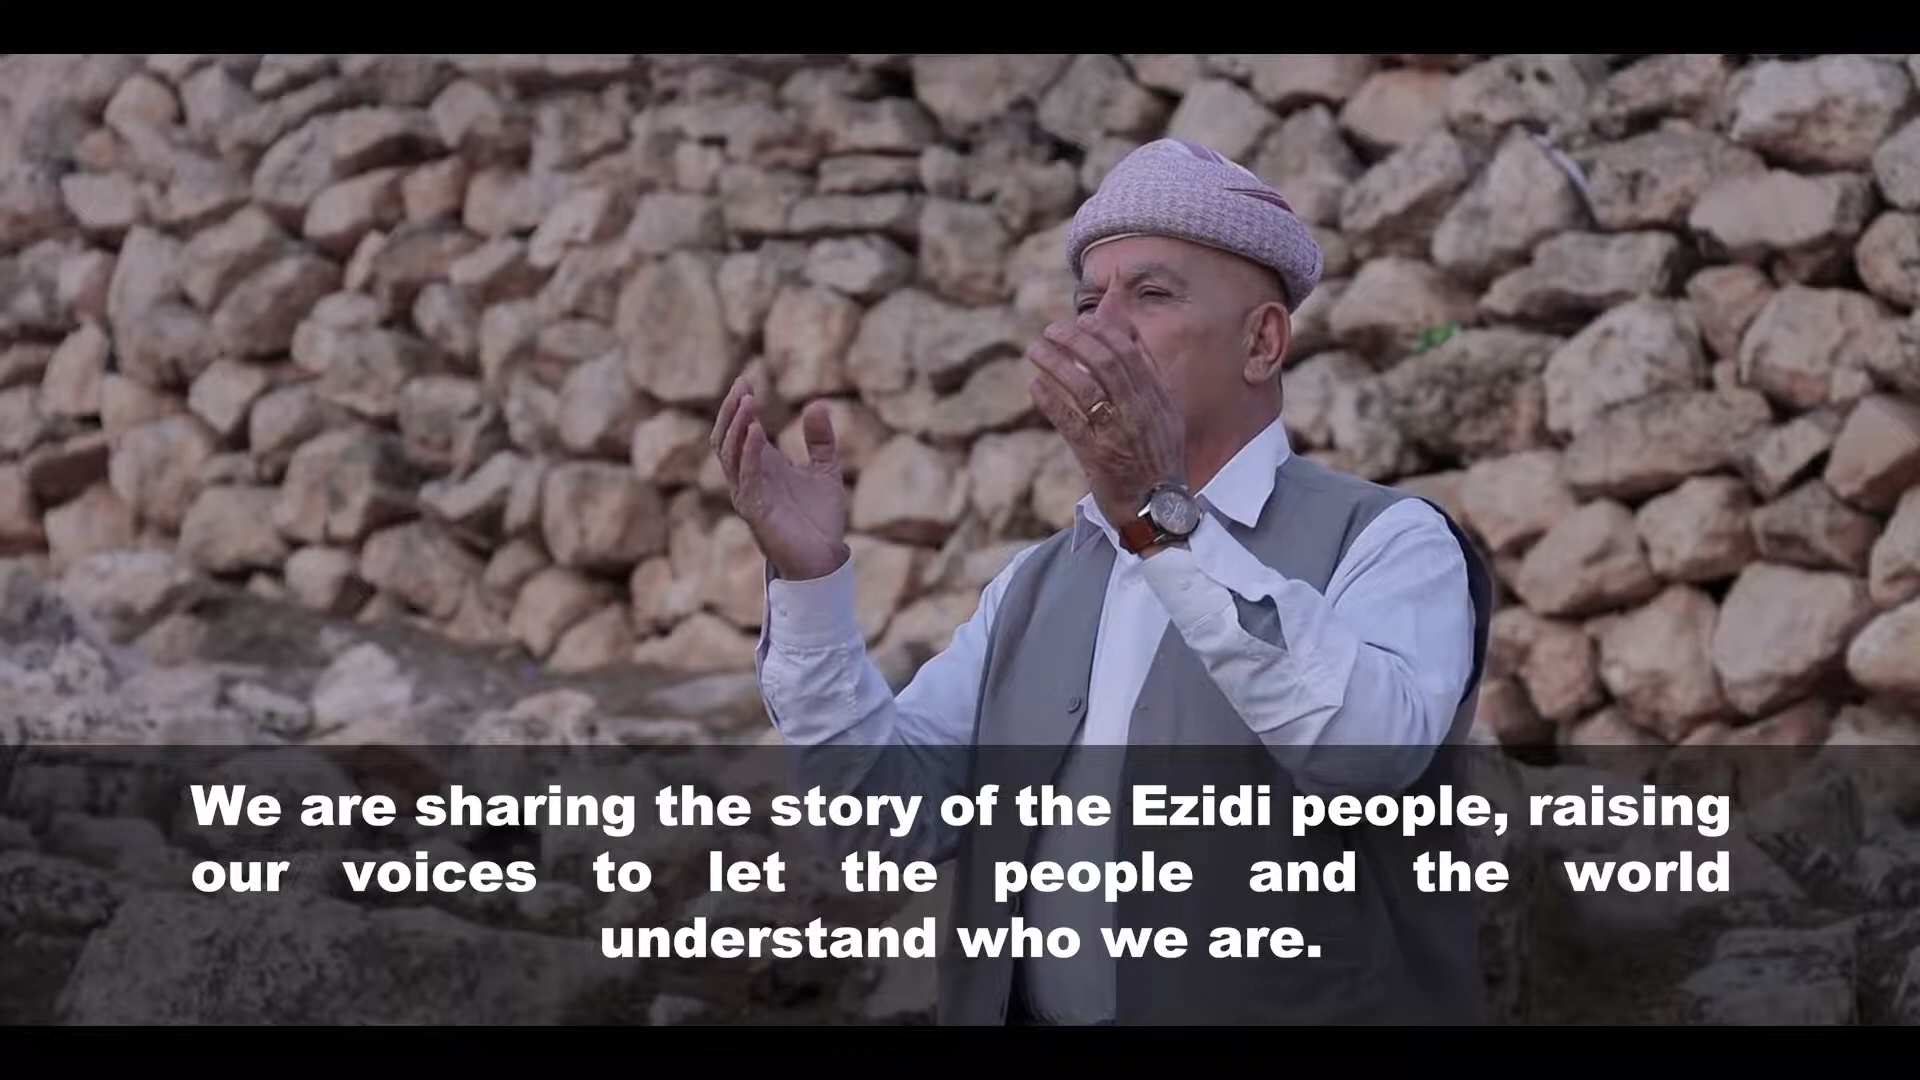 We are sharing the story of the Ezidi people, raising
our voices to let the people and the world
understand who we are.